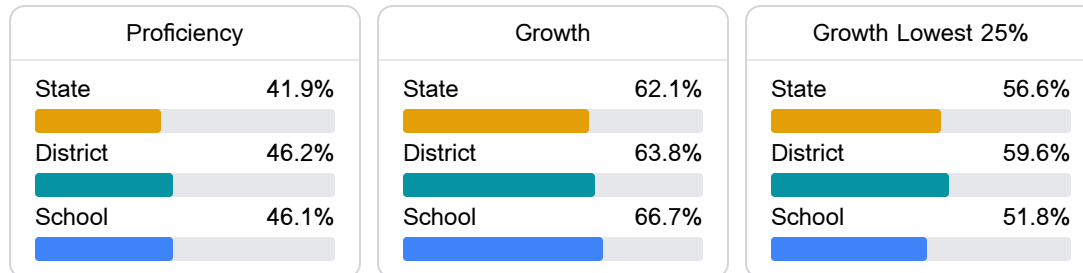 Proficiency
State 41.9%
District 46.2%
School 46.1%
Growth
State 62.1%
District 63.8%
School 66.7%
Growth Lowest 25%
State 56.6%
District 59.6%
School 51.8%